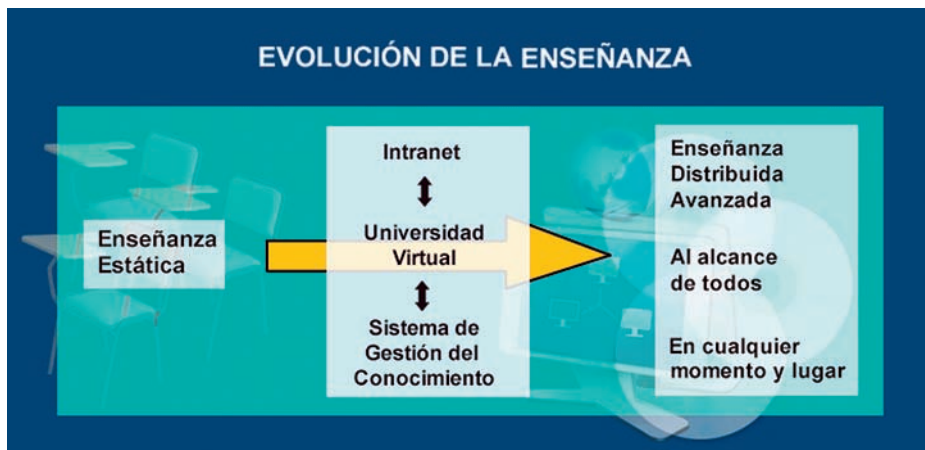 EVOLUCIÓN DE LA ENSEÑANZA
Enseñanza
Estática
Intranet
Universidad
Virtual
Sistema de
Gestión del
Conocimiento
Enseñanza
Distribuida
Avanzada
Al alcance
de todos
En cualquier
momento y lugar